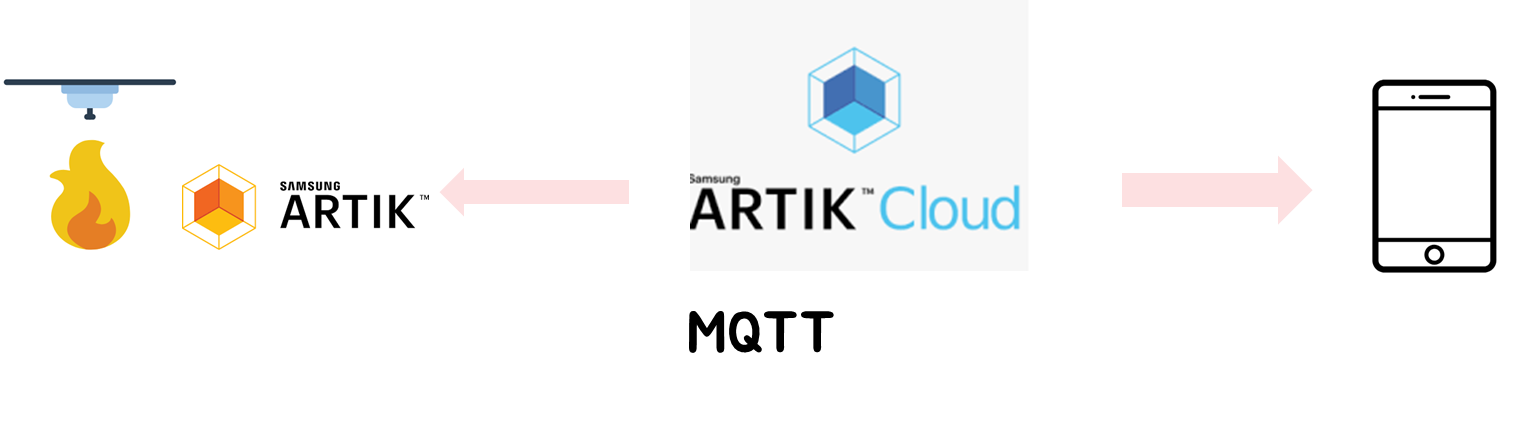 SAMSUNG
ARTIK™
Samsung
ARTIK™ Cloud
MQTT